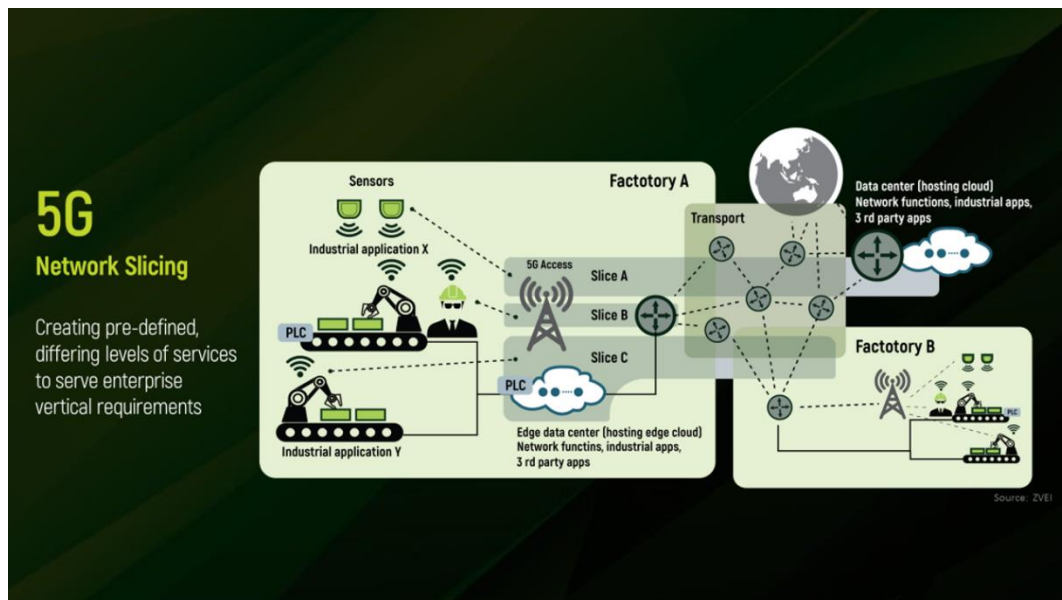 5G
Network Slicing
Creating pre-defined,
differing levels of services
to serve enterprise
vertical requirements
Factotory A
Sensors
Industrial application X
PLC
Industrial application Y
5G Access
Slice A
Slice B
Slice C
PLC
Edge data center (hosting edge cloud)
Network functins, industrial apps,
3 rd party apps
Transport
Data center (hosting cloud)
Network functions, industrial apps,
3 rd party apps
Factotory B
PLC
Source: ZVEI